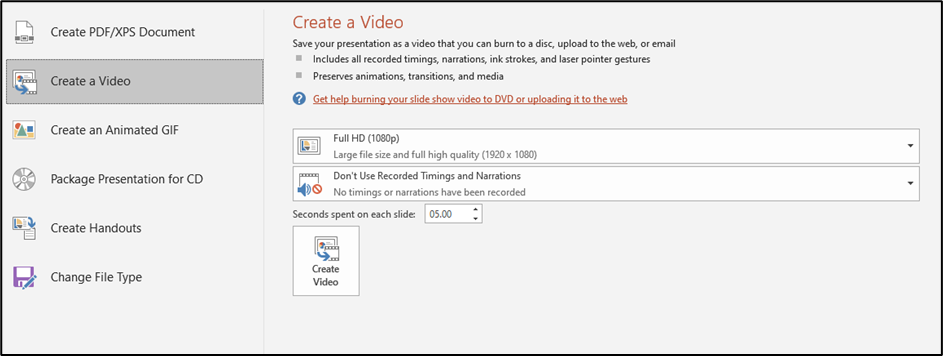 Create PDF/XPS Document
Create a Video
Create an Animated GIF
Package Presentation for CD
Create Handouts
Change File Type
Create a Video
Save your presentation as a video that you can burn to a disc, upload to the web, or email
Includes all recorded timings, narrations, ink strokes, and laser pointer gestures
Preserves animations, transitions, and media
Get help burning your slide show video to DVD or uploading it to the web
Full HD (1080p)
Large file size and full high quality (1920 x 1080)
Don't Use Recorded Timings and Narrations
No timings or narrations have been recorded
Seconds spent on each slide: 05.00
Create
Video